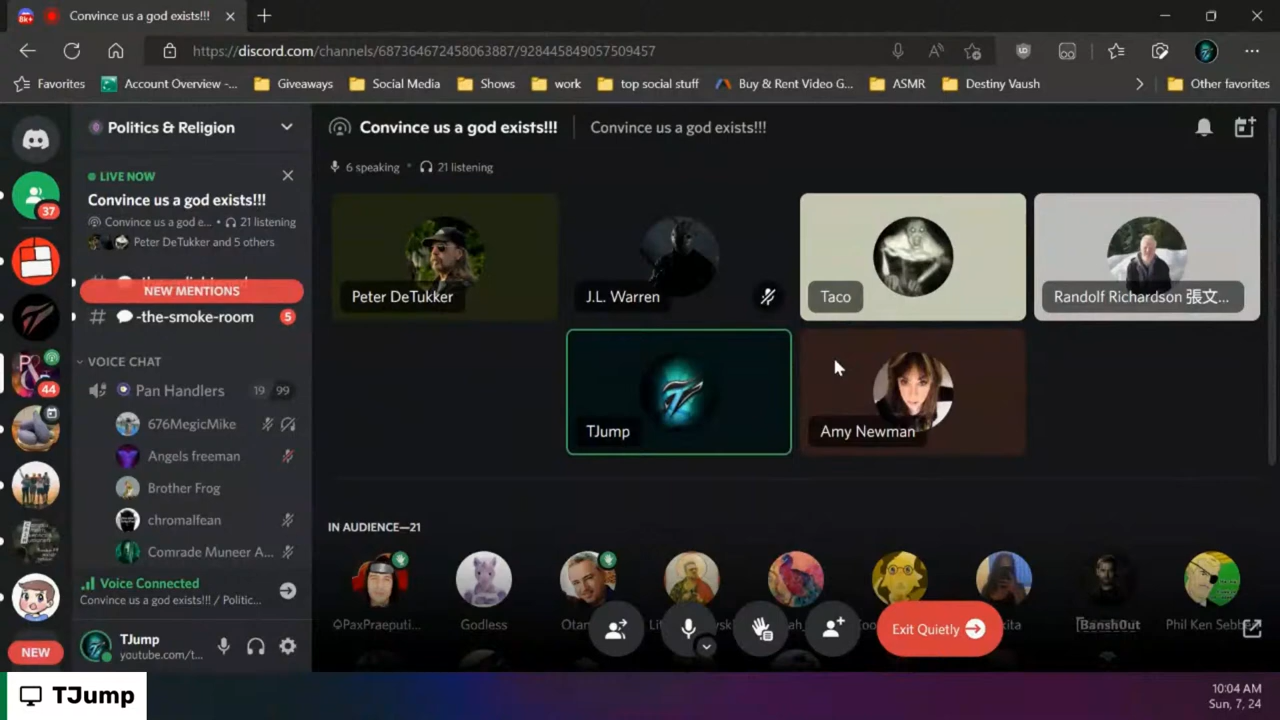 8k+
Convince us a god exists!!!
https://discord.com/channels/687364672458063887/928445849057509457
Favorites
Account Overview -...
Giveaways
Social Media
Shows
work
top social stuff
Buy & Rent Video G...
ASMR
Destiny Vaush
Other favorites
Politics & Religion
LIVE NOW
Convince us a god exists!!!
Convince us a god e... • 21 listening
Peter DeTukker and 5 others
NEW MENTIONS
-the-smoke-room 5
VOICE CHAT
Pan Handlers 19 99
676MegicMike
Angels freeman
Brother Frog
chromalfean
Comrade Muneer A...
Voice Connected
Convince us a god exists!!! / Politic...
TJump
youtube.com/t...
37
44
NEW
Convince us a god exists!!! Convince us a god exists!!!
6 speaking • 21 listening
Peter DeTukker
J.L. Warren
Taco
Randolf Richardson 張文...
TJump
Amy Newman
IN AUDIENCE—21
Godless
[Bansh0ut
Phil Ken Sebb
Exit Quietly
TJump
10:04 AM
Sun, 7, 24